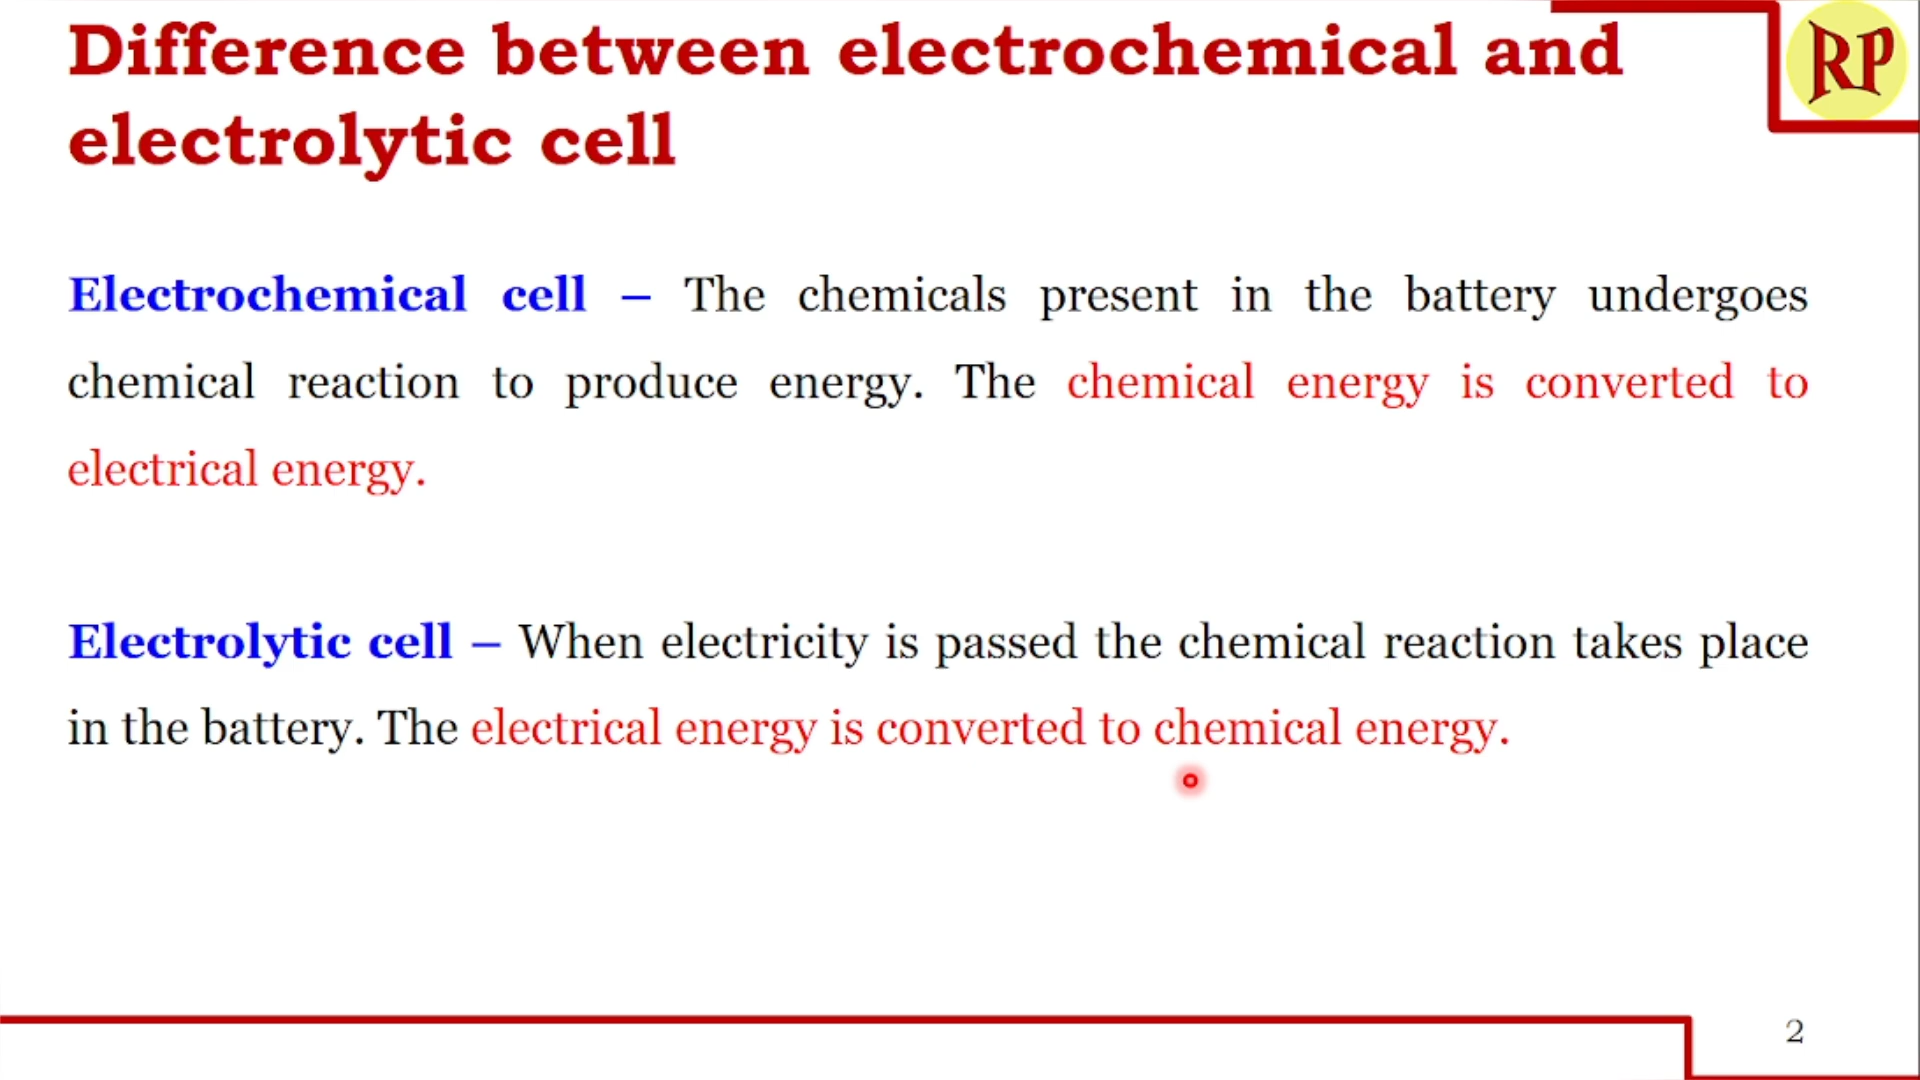 Difference between electrochemical and
electrolytic cell
RP
Electrochemical cell – The chemicals present in the battery undergoes
chemical reaction to produce energy. The chemical energy is converted to
electrical energy.
Electrolytic cell – When electricity is passed the chemical reaction takes place
in the battery. The electrical energy is converted to chemical energy.
2